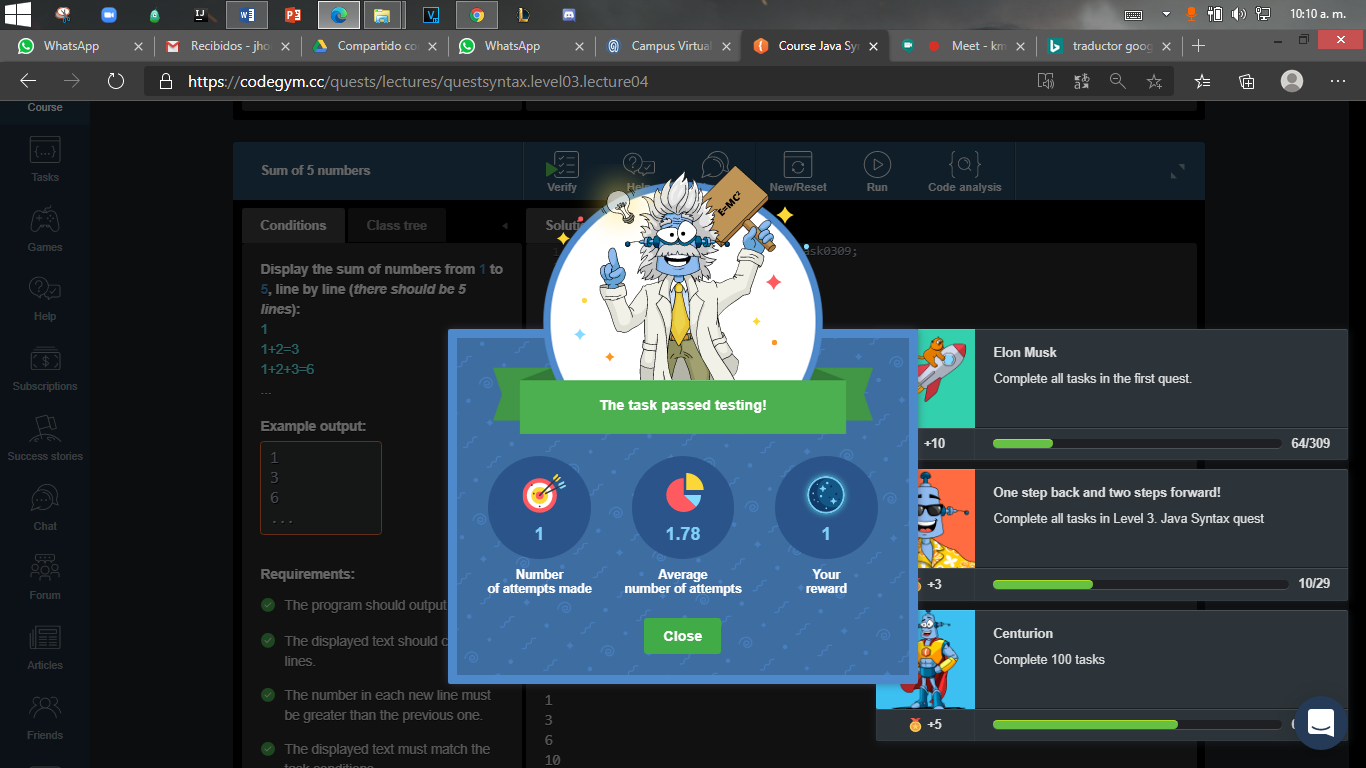 10:10 a. m.
WhatsApp
Recibidos - jho
Compartido co
WhatsApp
Campus Virtual
Course Java Syn
Meet - km
traductor goog
https://codegym.cc/quests/lectures/questsyntax.level03.lecture04
Course
Tasks
Games
Help
Subscriptions
Success stories
Chat
Forum
Articles
Friends
Sum of 5 numbers
Verify
Help
New/Reset
Run
Code analysis
Conditions
Class tree
Display the sum of numbers from 1 to
5, line by line (there should be 5
lines):
1
1+2=3
1+2+3=6
...
Example output:
1
3
6
...
Requirements:
The program should output
The displayed text should c
lines.
The number in each new line must
be greater than the previous one.
The displayed text must match the
task conditions
Solutio
1
ask0309;
E=MC²
The task passed testing!
1
Number
of attempts made
1.78
Average
number of attempts
1
Your
reward
Close
1
3
6
10
Elon Musk
Complete all tasks in the first quest.
+10
64/309
One step back and two steps forward!
Complete all tasks in Level 3. Java Syntax quest
+3
10/29
Centurion
Complete 100 tasks
+5